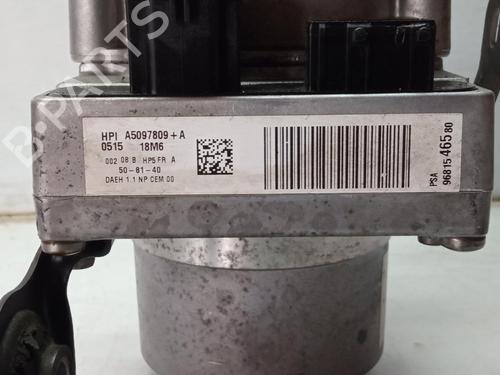 B-PARTS
HPI A5097809+A
0515 18M6
002 08 B HP5 FR A
50-81-40
DAEH 1.1 NP CEM 00
PSA
96815 465 80